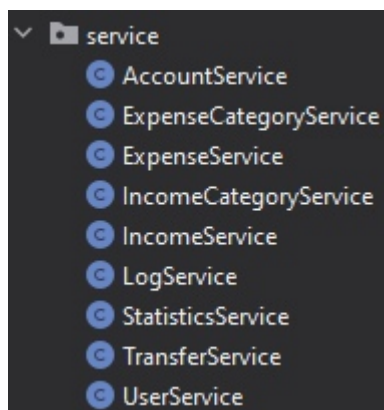 service
AccountService
ExpenseCategoryService
ExpenseService
IncomeCategoryService
IncomeService
LogService
StatisticsService
TransferService
UserService